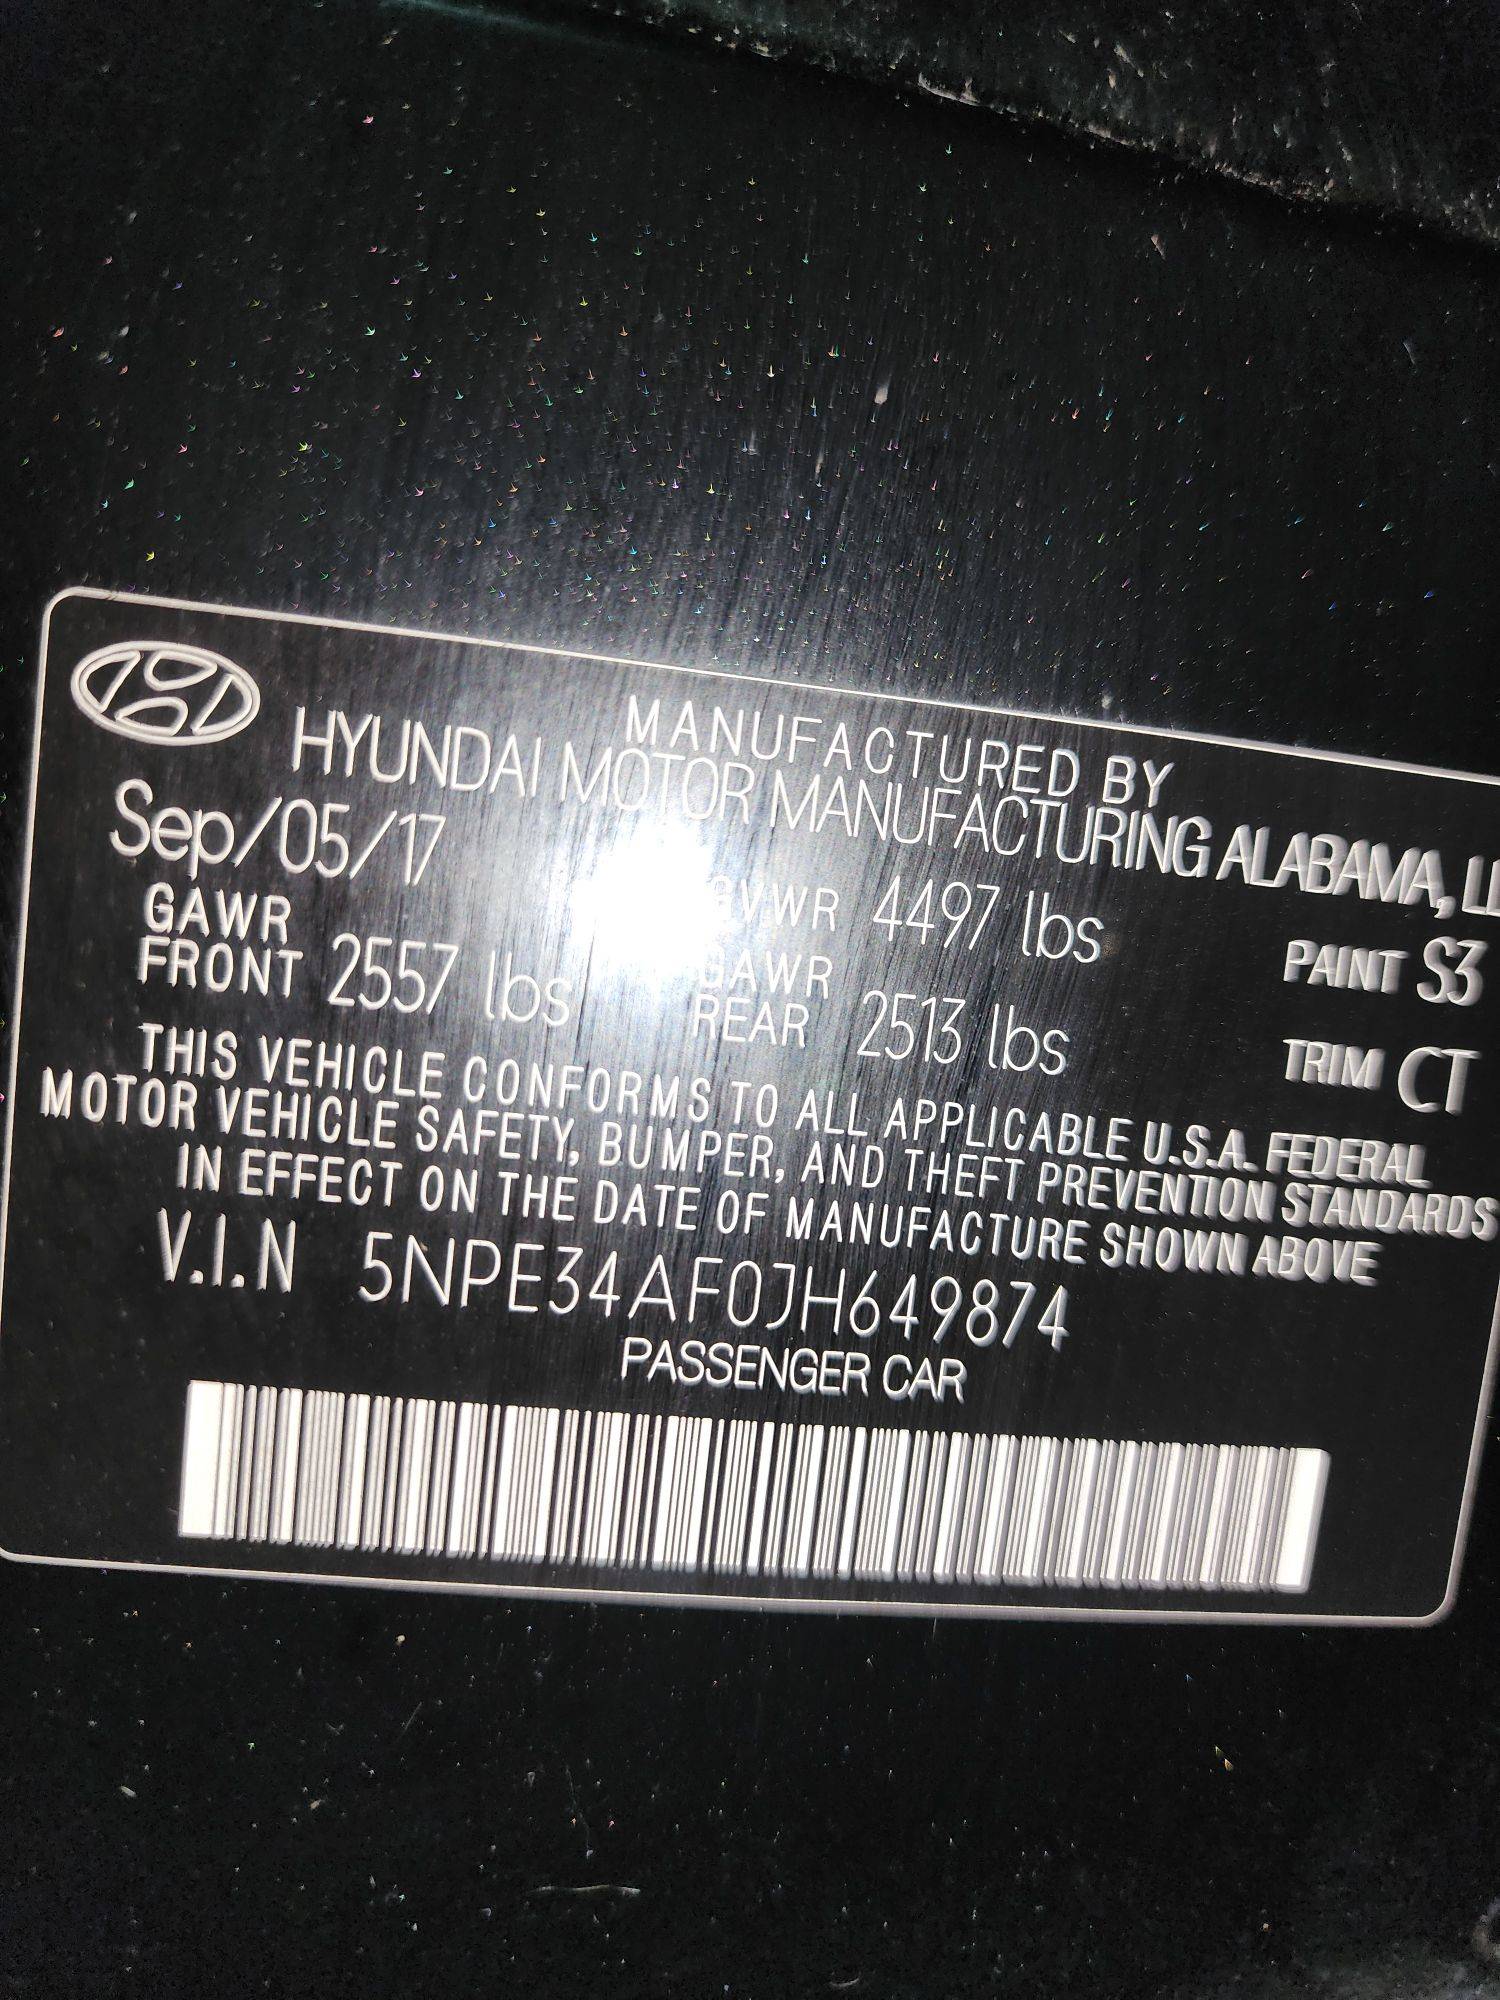 MANUFACTURED BY
HYUNDAI MOTOR MANUFACTURING ALABAMA,
Sep/05/17 GVWR 4497 lbs PAINT S3
GAWR FRONT 2557 lbs GAWR REAR 2513 lbs TRIM CT
THIS VEHICLE CONFORMS TO ALL APPLICABLE U.S.A. FEDERAL
MOTOR VEHICLE SAFETY, BUMPER, AND THEFT PREVENTION STANDARDS
IN EFFECT ON THE DATE OF MANUFACTURE SHOWN ABOVE
V.I.N 5NPE34AF0JH649874
PASSENGER CAR